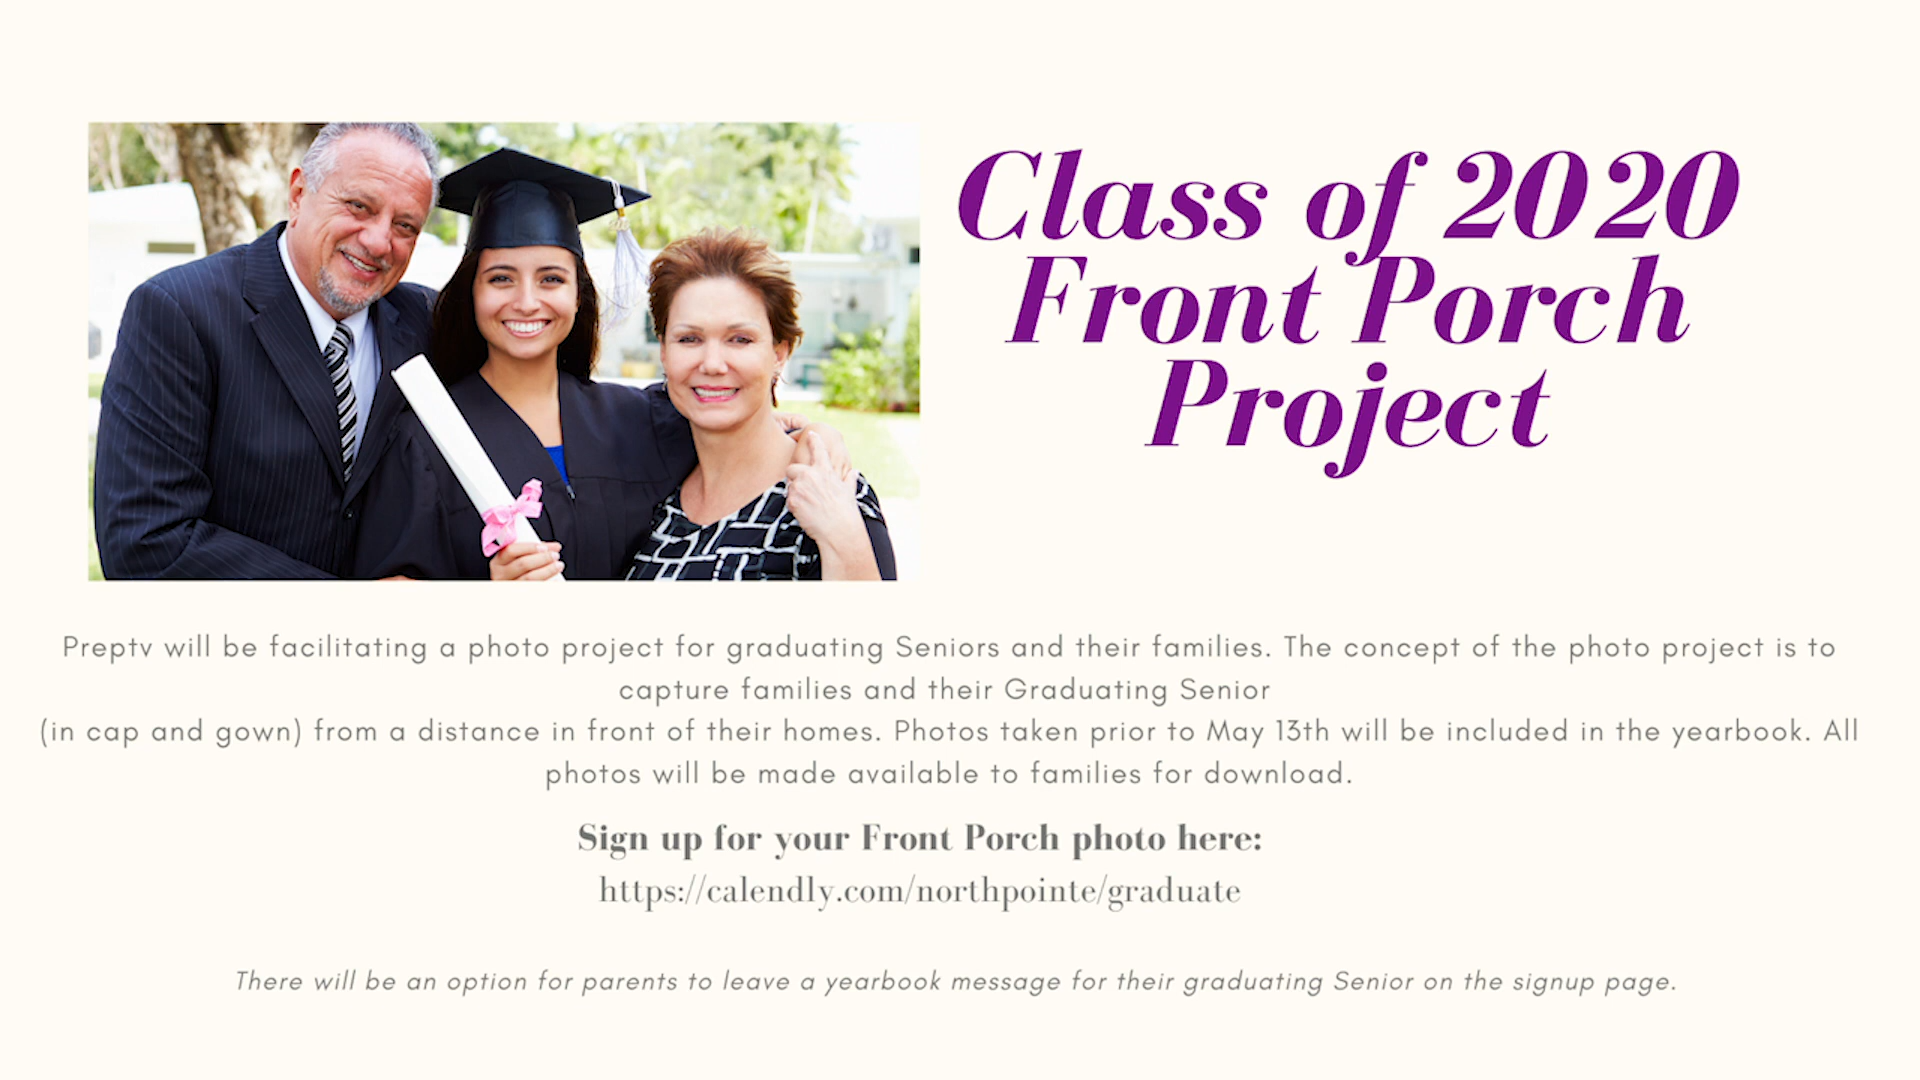 Class of 2020
Front Porch
Project
Preptv will be facilitating a photo project for graduating Seniors and their families. The concept of the photo project is to
capture families and their Graduating Senior
(in cap and gown) from a distance in front of their homes. Photos taken prior to May 13th will be included in the yearbook. All
photos will be made available to families for download.
Sign up for your Front Porch photo here:
https://calendly.com/northpointe/graduate
There will be an option for parents to leave a yearbook message for their graduating Senior on the signup page.